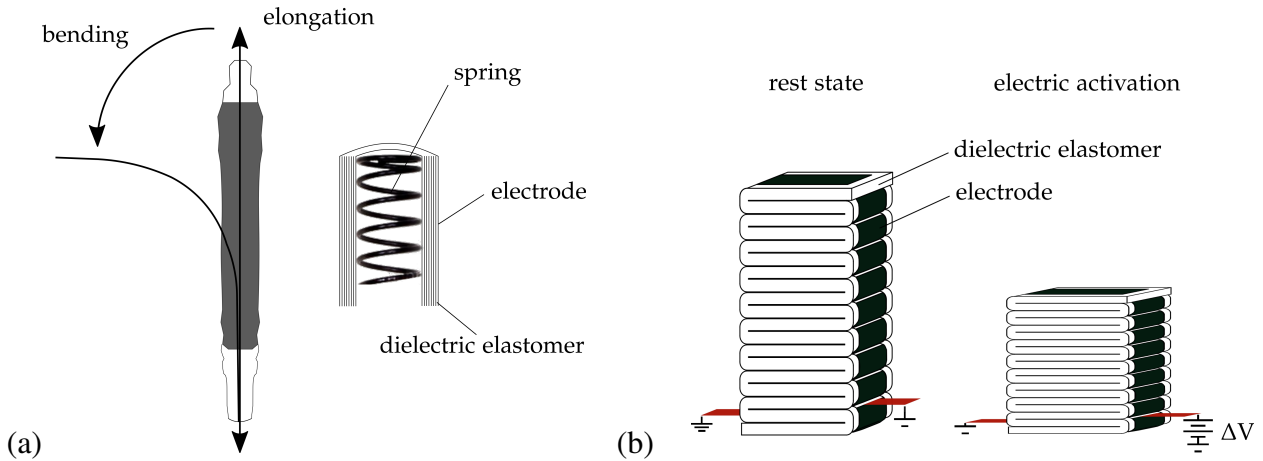 elongation
bending
spring
electrode
dielectric elastomer
(a)
rest state
electric activation
dielectric elastomer
electrode
ΔV
(b)